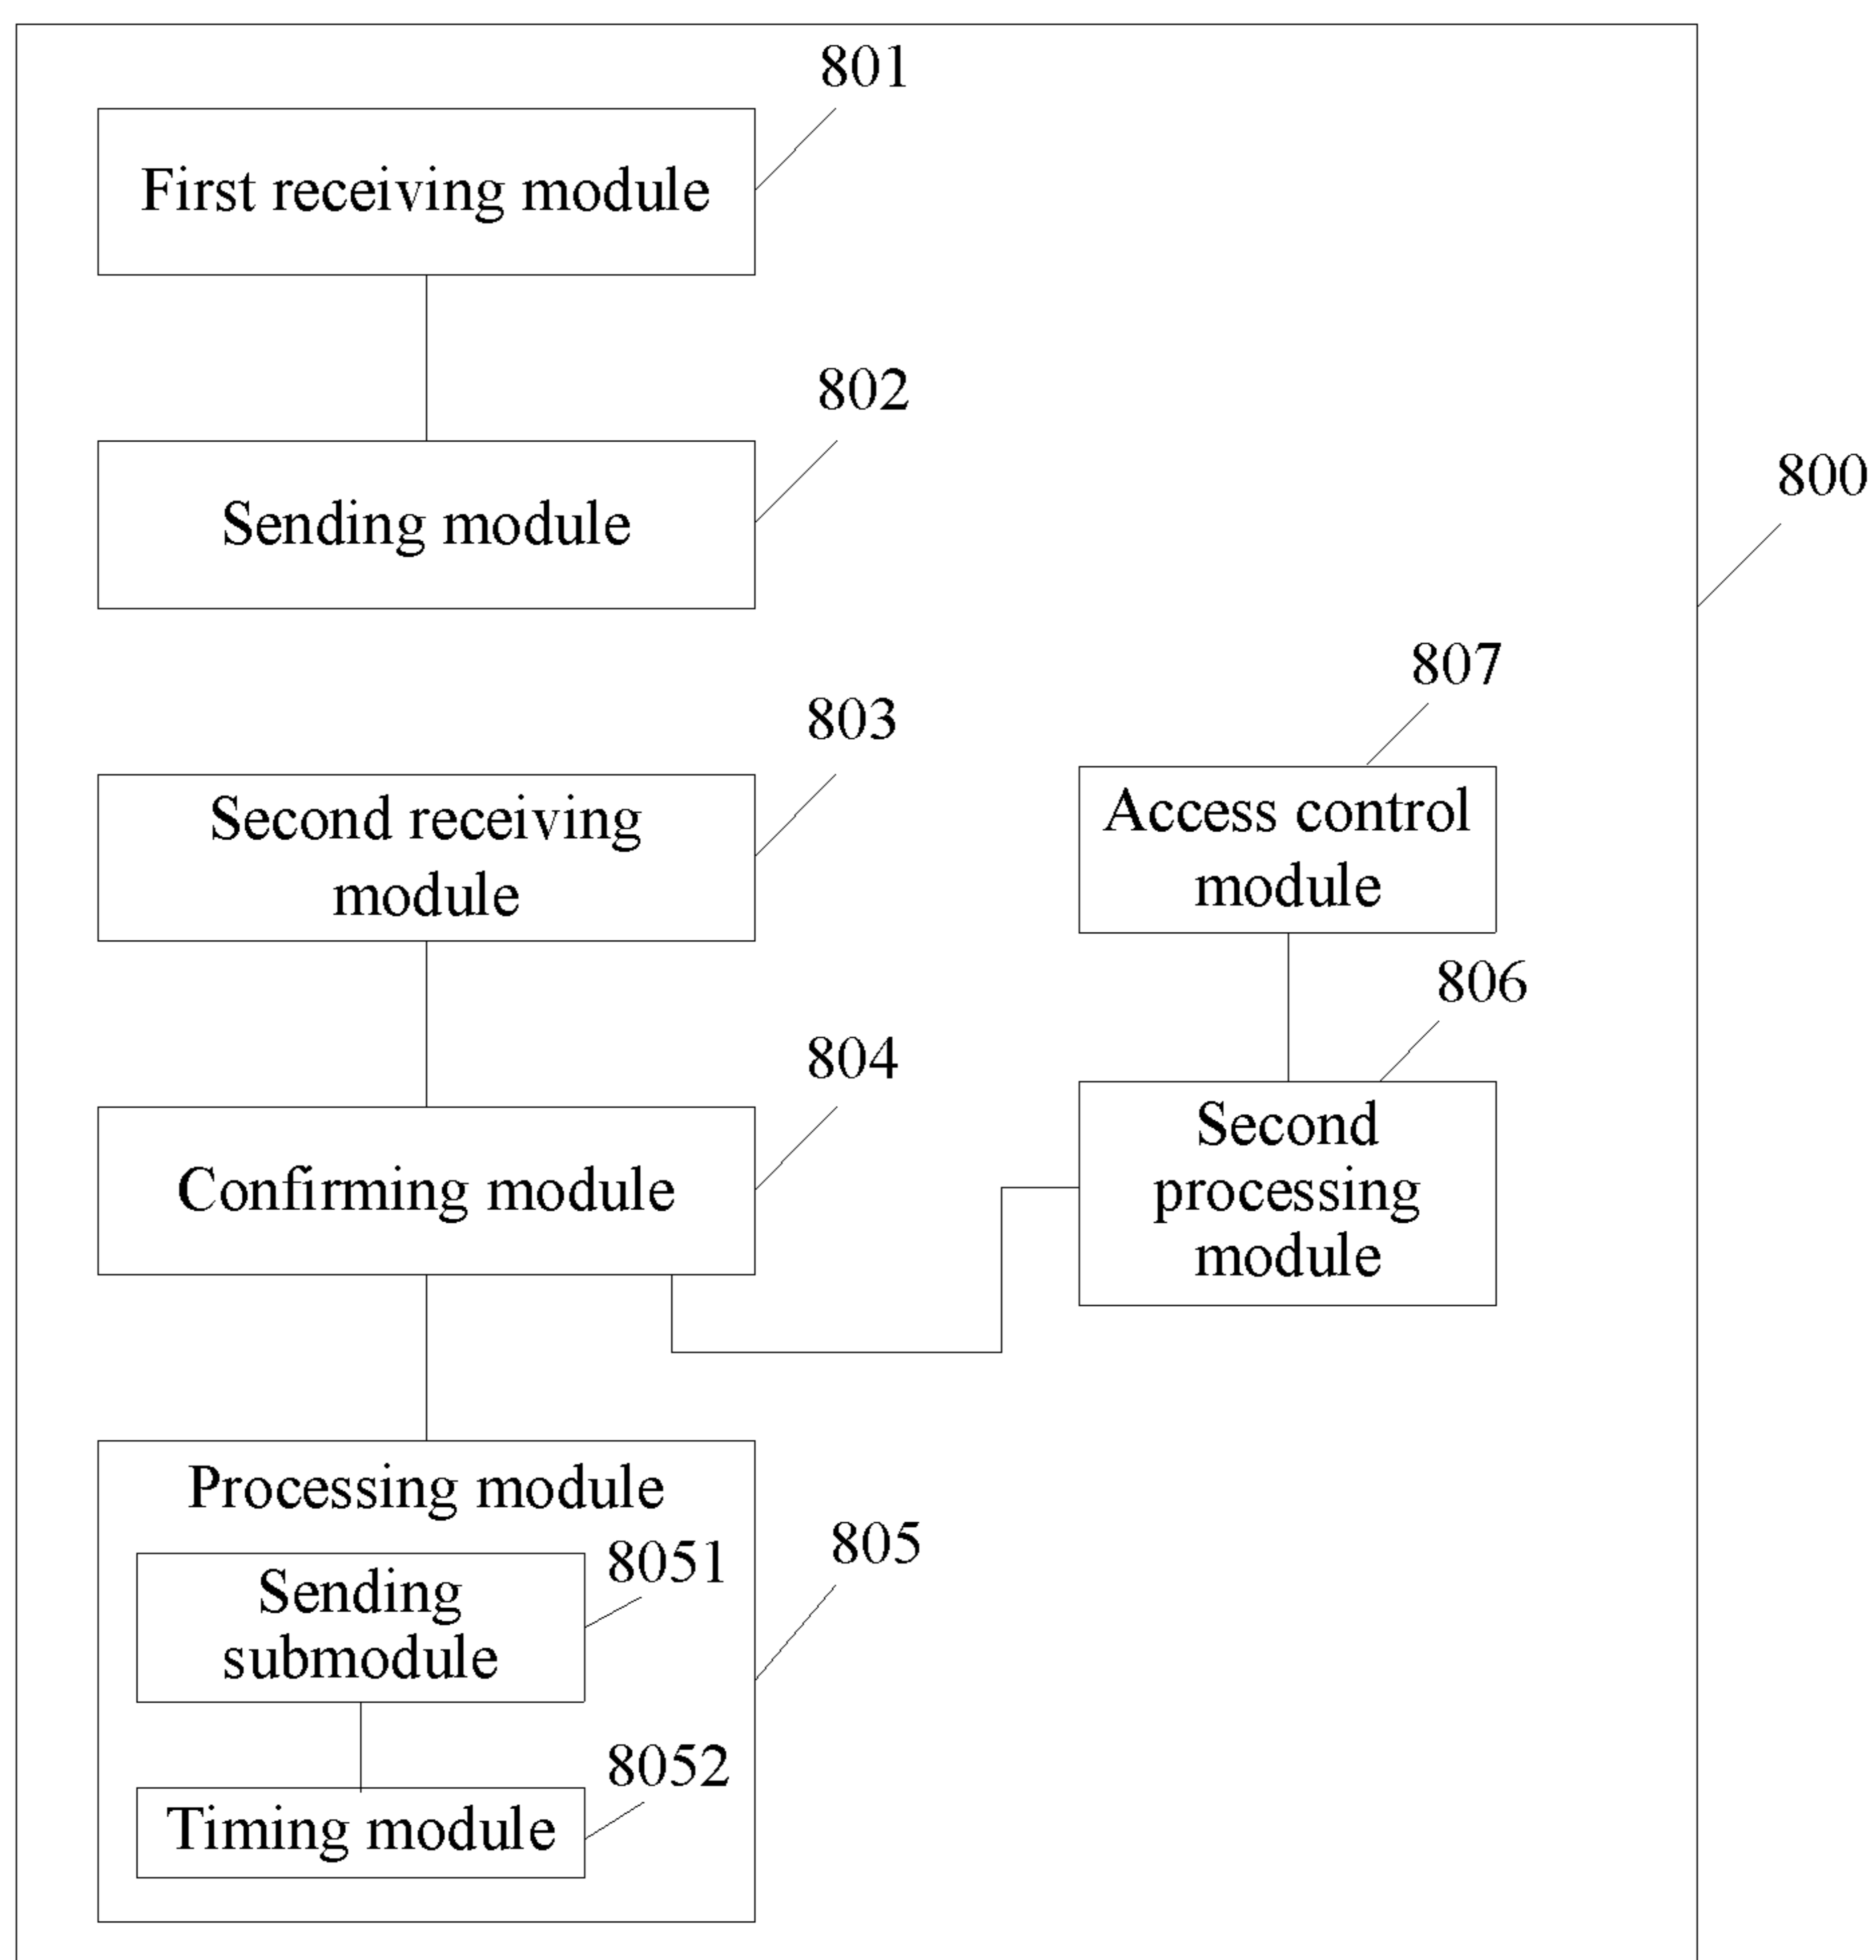 801
First receiving module
802
Sending module
800
807
803
Second receiving
module
Access control
module
806
804
Confirming module
Second
processing
module
Processing module
805
8051
Sending
submodule
8052
Timing module